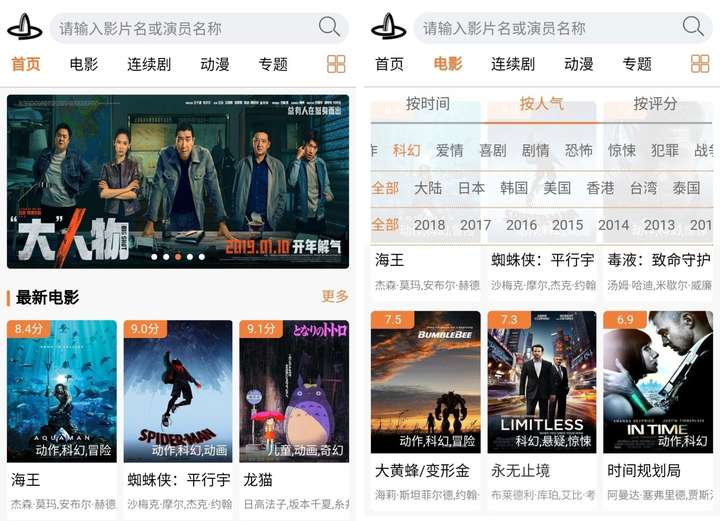 请输入影片名或演员名称
首页 电影 连续剧 动漫 专题
总有人在挺身而出
“大”人物
2019.01.10 开年解气
最新电影 更多
8.4分 9.0分 9.1分
となりのトトロ
AQUAMAN
SPIDER-MAN
动作,科幻,冒险 动作,科幻,动画 儿童,动画,奇幻
海王 蜘蛛侠：平行宇 龙猫
杰森·莫玛,安布尔·赫德 沙梅克·摩尔,杰克·约翰 日高法子,坂本千夏,糸井
请输入影片名或演员名称
首页 电影 连续剧 动漫 专题
按时间 按人气 按评分
作 科幻 爱情 喜剧 剧情 恐怖 惊悚 犯罪 战争
全部 大陆 日本 韩国 美国 香港 台湾 泰国
全部 2018 2017 2016 2015 2014 2013 201
海王 蜘蛛侠：平行宇 毒液：致命守护
杰森·莫玛,安布尔·赫德 沙梅克·摩尔,杰克·约翰 汤姆·哈迪,米歇尔·威廉
7.5 7.3 6.9
BUMBLEBEE
LIMITLESS
AMANDA SEYFRIED JUSTIN TIMBERLAKE
IN TIME
动作,科幻,冒险 科幻,悬疑,惊悚 动作,科幻
大黄蜂/变形金 永无止境 时间规划局
海莉·斯坦菲尔德,约翰· 布莱德利·库珀,艾比·考 阿曼达·塞弗里德,贾斯汀